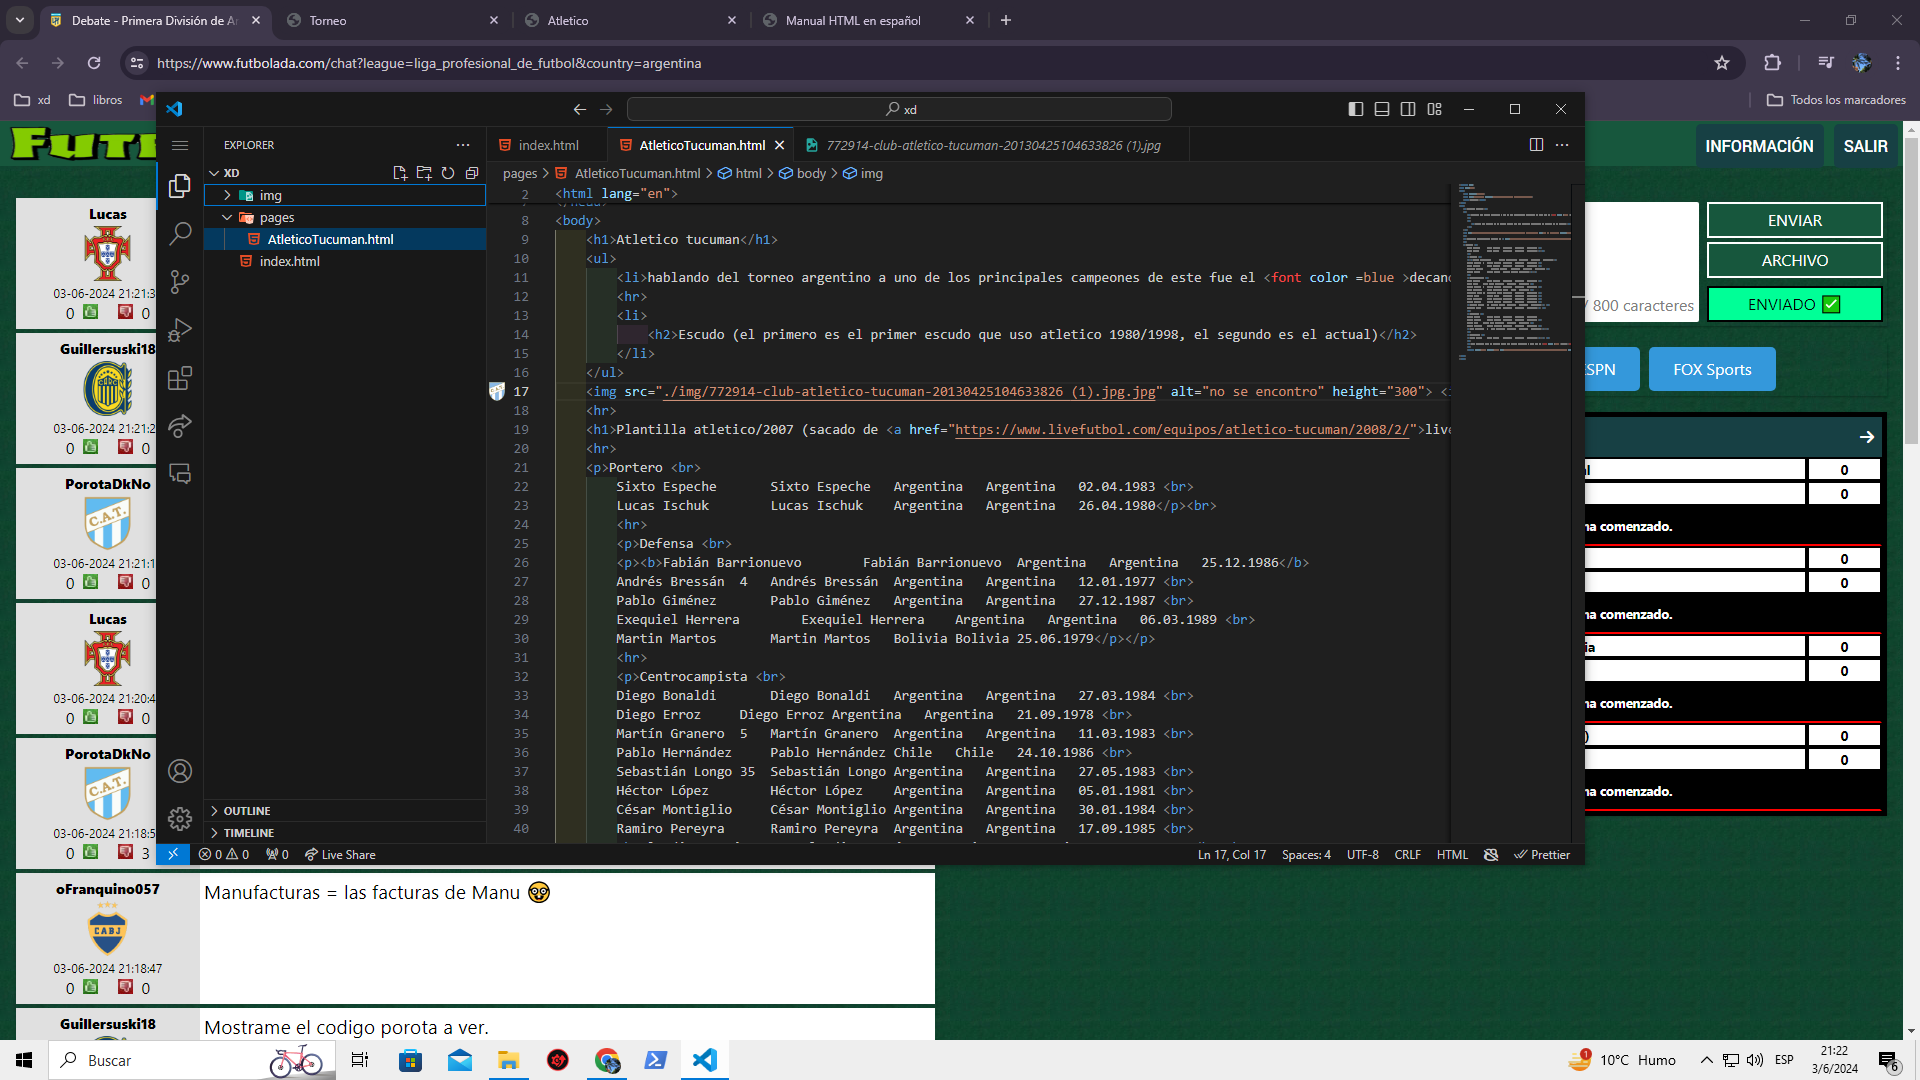 Debate - Primera División de Ar
Torneo
Atletico
Manual HTML en español
https://www.futbolada.com/chat?league=liga_profesional_de_futbol&country=argentina
xd
libros
Todos los marcadores
FUT
INFORMACIÓN
SALIR
xd
EXPLORER
XD
img
pages
AtleticoTucuman.html
index.html
OUTLINE
TIMELINE
index.html
AtleticoTucuman.html
772914-club-atletico-tucuman-20130425104633826 (1).jpg
pages > AtleticoTucuman.html > html > body > img
2 <html lang="en">
8 <body>
9 <h1>Atletico tucuman</h1>
10 <ul>
11 <li>hablando del torneo argentino a uno de los principales campeones de este fue el <font color =blue >decano
12 <hr>
13 <li>
14 <h2>Escudo (el primero es el primer escudo que uso atletico 1980/1998, el segundo es el actual)</h2>
15 </li>
16 </ul>
17 <img src="./img/772914-club-atletico-tucuman-20130425104633826 (1).jpg.jpg" alt="no se encontro" height="300"> <i
18 <hr>
19 <h1>Plantilla atletico/2007 (sacado de <a href="https://www.livefutbol.com/equipos/atletico-tucuman/2008/2/">live
20 <hr>
21 <p>Portero <br>
22 Sixto Espeche Sixto Espeche Argentina Argentina 02.04.1983 <br>
23 Lucas Ischuk Lucas Ischuk Argentina Argentina 26.04.1980</p><br>
24 <hr>
25 <p>Defensa <br>
26 <p><b>Fabián Barrionuevo Fabián Barrionuevo Argentina Argentina 25.12.1986</b>
27 Andrés Bressán 4 Andrés Bressán Argentina Argentina 12.01.1977 <br>
28 Pablo Giménez Pablo Giménez Argentina Argentina 27.12.1987 <br>
29 Exequiel Herrera Exequiel Herrera Argentina Argentina 06.03.1989 <br>
30 Martin Martos Martin Martos Bolivia Bolivia 25.06.1979</p></p>
31 <hr>
32 <p>Centrocampista <br>
33 Diego Bonaldi Diego Bonaldi Argentina Argentina 27.03.1984 <br>
34 Diego Erroz Diego Erroz Argentina Argentina 21.09.1978 <br>
35 Martín Granero 5 Martín Granero Argentina Argentina 11.03.1983 <br>
36 Pablo Hernández Pablo Hernández Chile Chile 24.10.1986 <br>
37 Sebastián Longo 35 Sebastián Longo Argentina Argentina 27.05.1983 <br>
38 Héctor López Héctor López Argentina Argentina 05.01.1981 <br>
39 César Montiglio César Montiglio Argentina Argentina 30.01.1984 <br>
40 Ramiro Pereyra Ramiro Pereyra Argentina Argentina 17.09.1985 <br>
0 0 0 Live Share
Ln 17, Col 17 Spaces: 4 UTF-8 CRLF HTML Prettier
Lucas
03-06-2024 21:21:3
0 0
Guillersuski18
03-06-2024 21:21:2
0 0
PorotaDkNo
C.A.T.
03-06-2024 21:21:1
0 0
Lucas
03-06-2024 21:20:4
0 0
PorotaDkNo
C.A.T.
03-06-2024 21:18:5
0 3
oFranquino057
CABJ
03-06-2024 21:18:47
0 0
Manufacturas = las facturas de Manu
Guillersuski18
Mostrame el codigo porota a ver.
/ 800 caracteres
ENVIAR
ARCHIVO
ENVIADO
SPN
FOX Sports
al 0
0
ha comenzado.
0
0
ha comenzado.
ia 0
0
ha comenzado.
) 0
0
ha comenzado.
Buscar
1
10°C Humo
ESP
21:22
3/6/2024
6